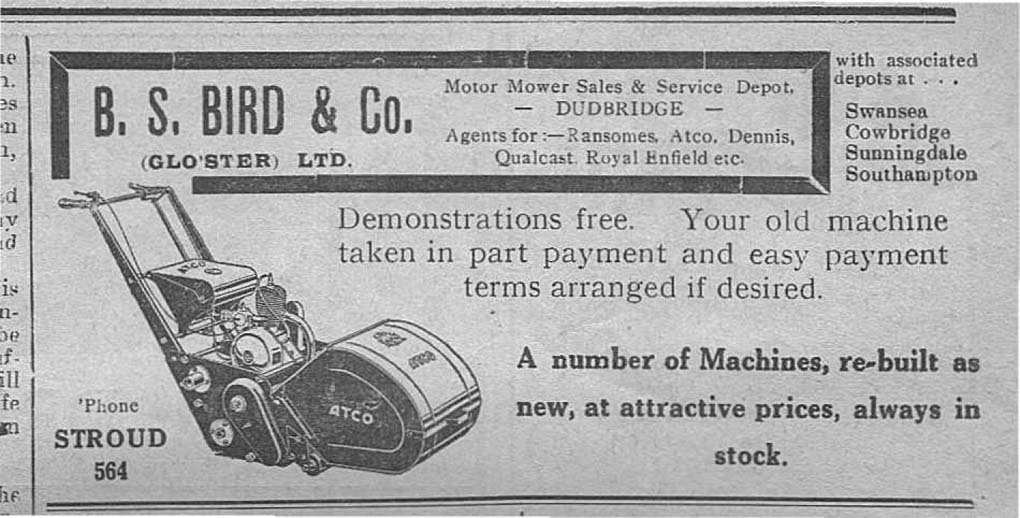 B. S. BIRD & Co.
(GLO'STER) LTD.
Motor Mower Sales & Service Depot,
— DUDBRIDGE —
Agents for :—Ransomes, Atco, Dennis,
Qualcast, Royal Enfield etc.
with associated
depots at . . .
Swansea
Cowbridge
Sunningdale
Southampton
Demonstrations free. Your old machine
taken in part payment and easy payment
terms arranged if desired.
ATCO
A number of Machines, re-built as
new, at attractive prices, always in
stock.
'Phone
STROUD
564